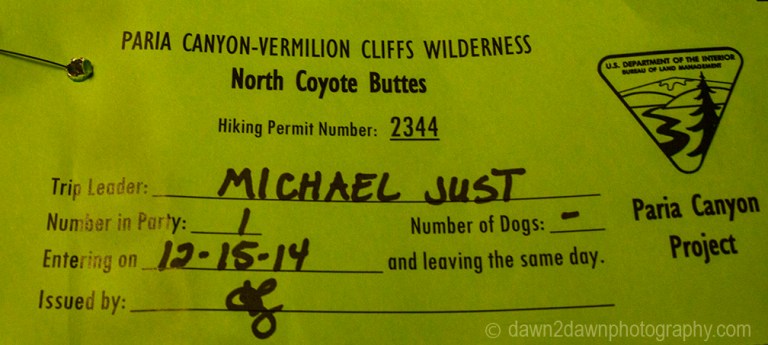 PARIA CANYON-VERMILION CLIFFS WILDERNESS
North Coyote Buttes
Hiking Permit Number: 2344
U.S. DEPARTMENT OF THE INTERIOR
BUREAU OF LAND MANAGEMENT
Paria Canyon
Project
Trip Leader: MICHAEL JUST
Number in Party: 1 Number of Dogs: -
Entering on 12-15-14 and leaving the same day.
Issued by:
© dawn2dawnphotography.com